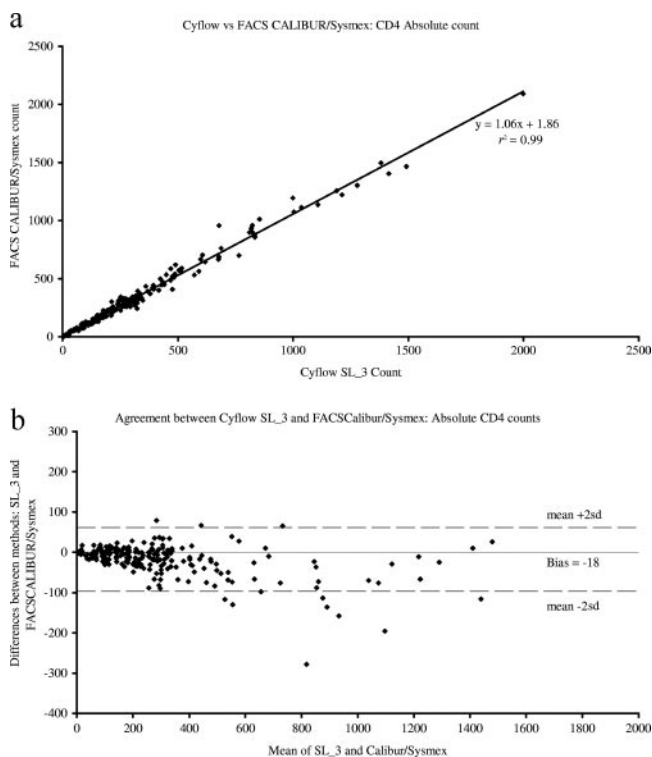 a
Cyflow vs FACS CALIBUR/Sysmex: CD4 Absolute count
FACS CALIBUR/Sysmex count
2500
2000
1500
1000
500
0
y = 1.06x + 1.86
r² = 0.99
0 500 1000 1500 2000 2500
Cyflow SL_3 Count
b
Agreement between Cyflow SL_3 and FACSCalibur/Sysmex: Absolute CD4 counts
Differences between methods: SL_3 and
FACSCALIBUR/Sysmex
300
200
100
0
-100
-200
-300
-400
mean +2sd
Bias = -18
mean -2sd
0 200 400 600 800 1000 1200 1400 1600 1800 2000
Mean of SL_3 and Calibur/Sysmex